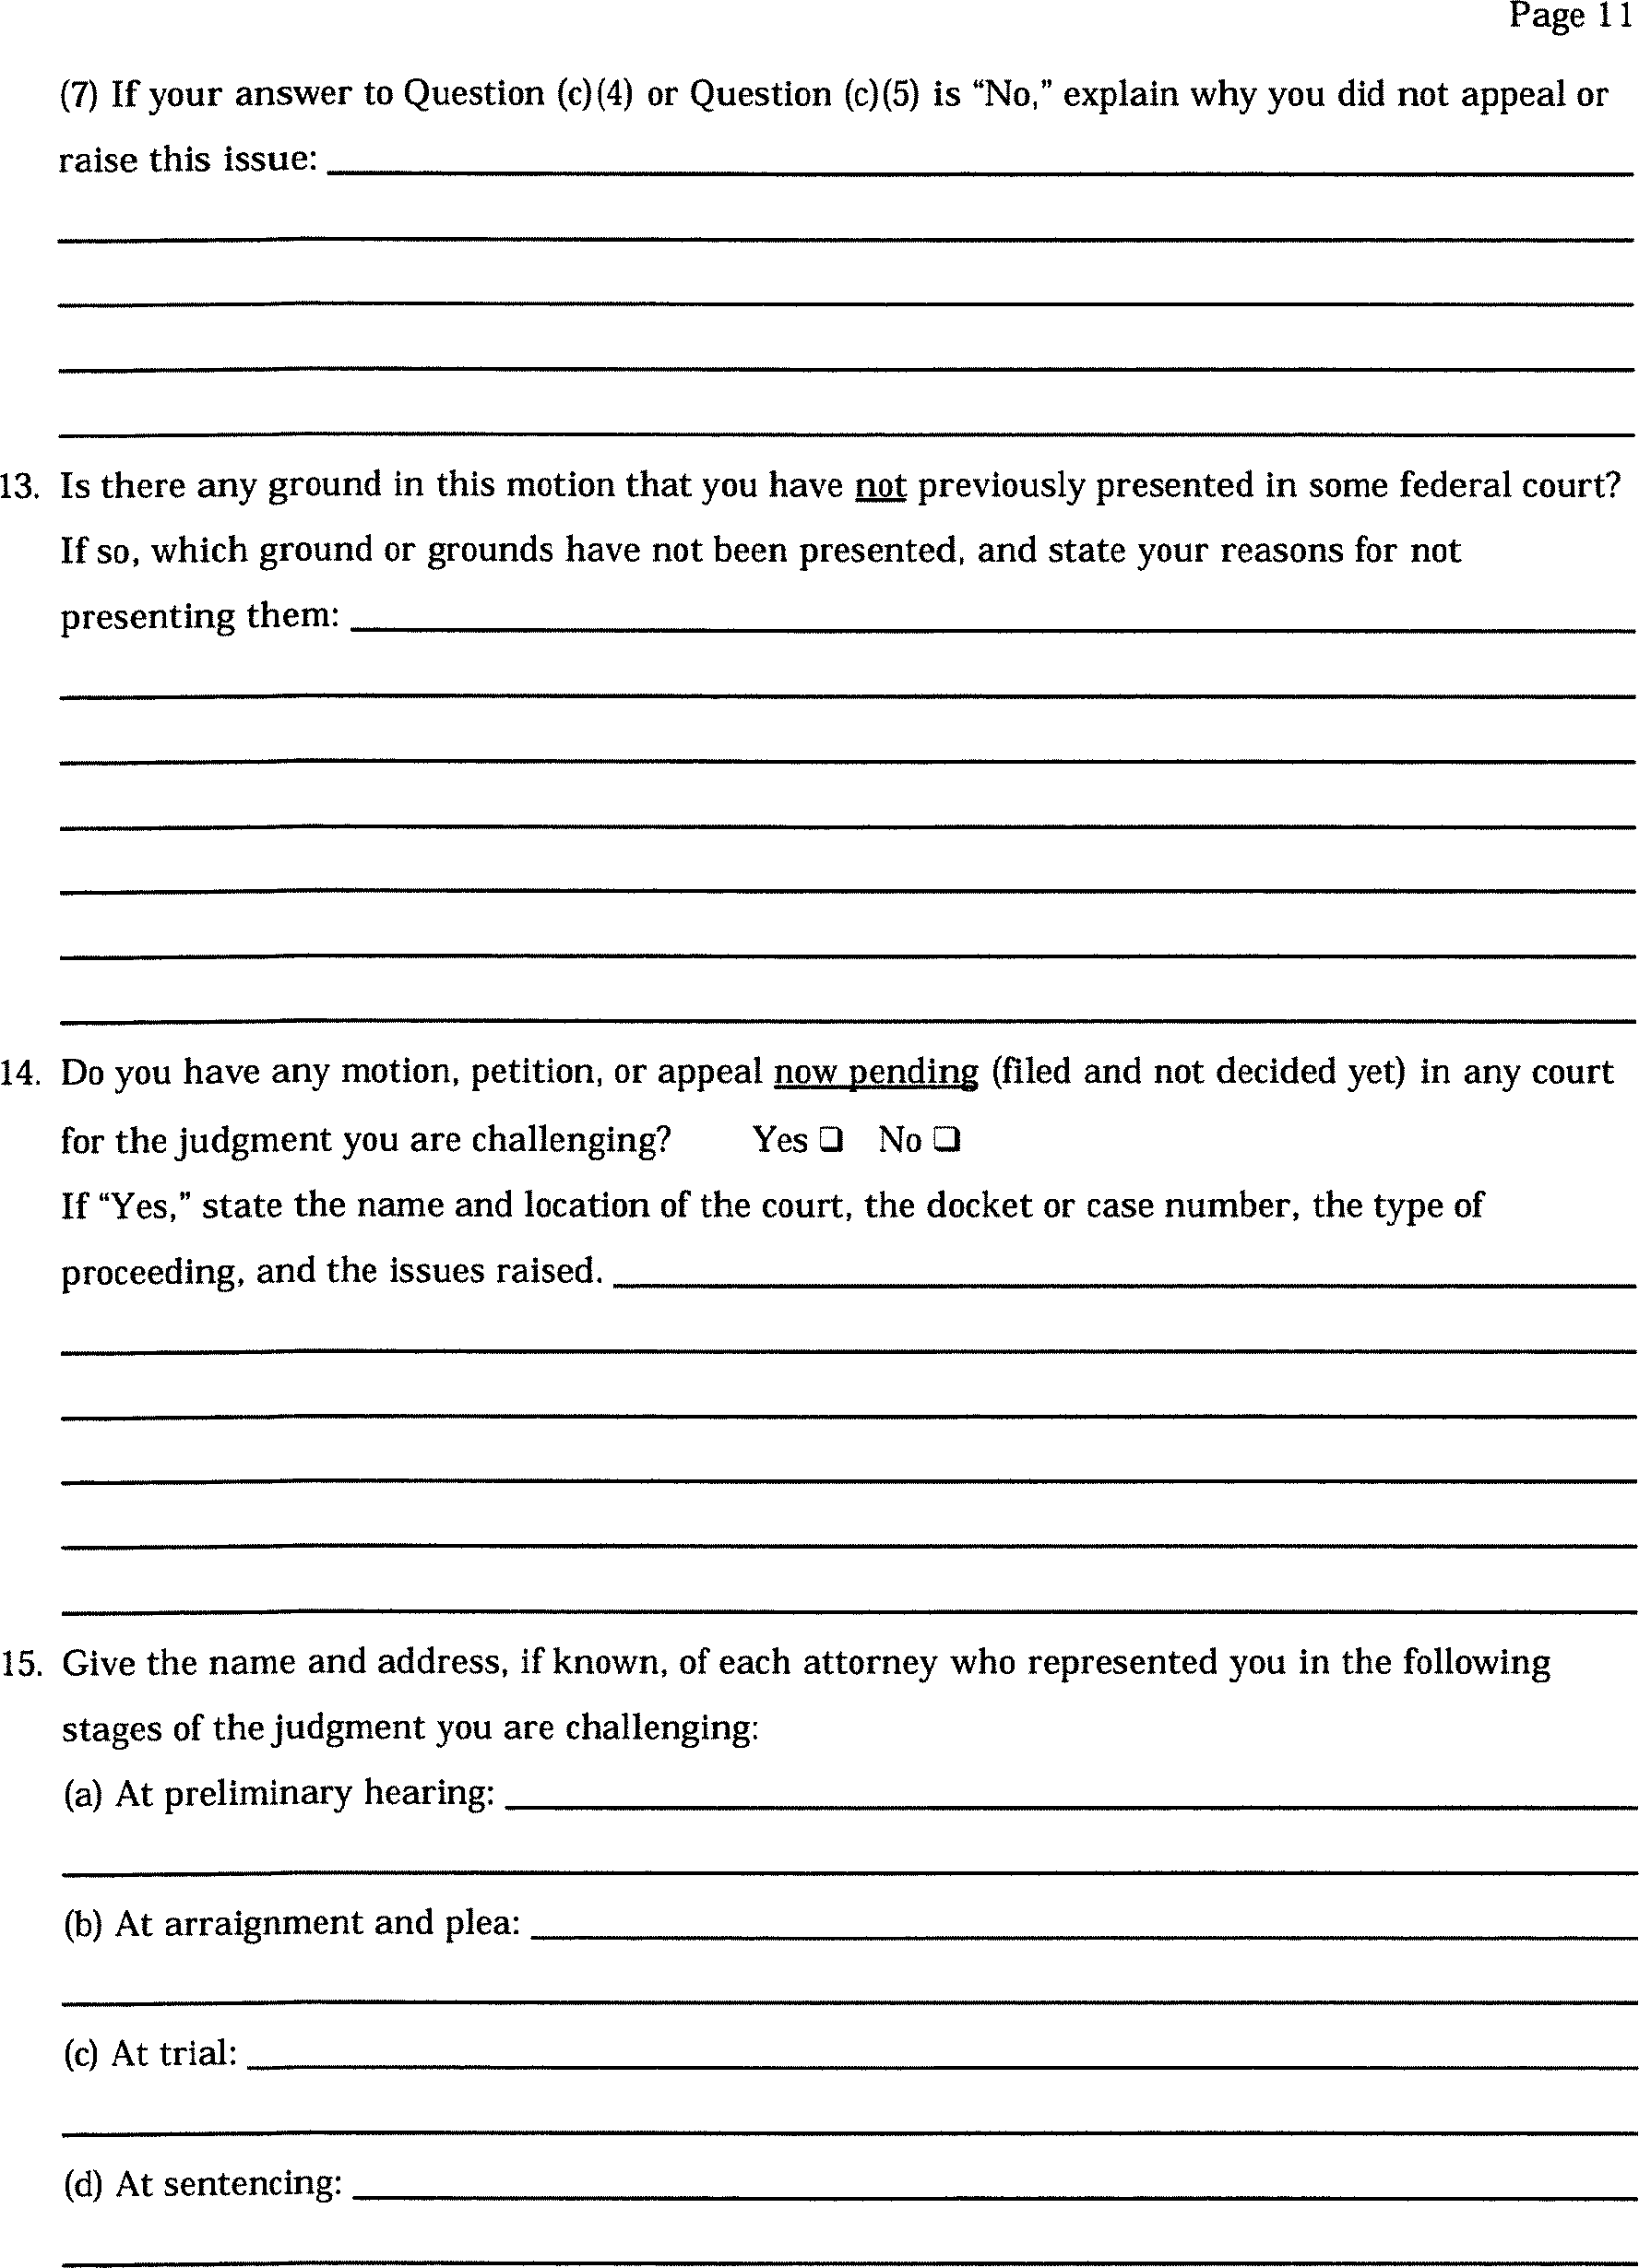 Page 11
(7) If your answer to Question (c)(4) or Question (c)(5) is “No,” explain why you did not appeal or
raise this issue:
13. Is there any ground in this motion that you have not previously presented in some federal court?
If so, which ground or grounds have not been presented, and state your reasons for not
presenting them:
14. Do you have any motion, petition, or appeal now pending (filed and not decided yet) in any court
for the judgment you are challenging? Yes ❏ No ❏
If “Yes,” state the name and location of the court, the docket or case number, the type of
proceeding, and the issues raised.
15. Give the name and address, if known, of each attorney who represented you in the following
stages of the judgment you are challenging:
(a) At preliminary hearing:
(b) At arraignment and plea:
(c) At trial:
(d) At sentencing: